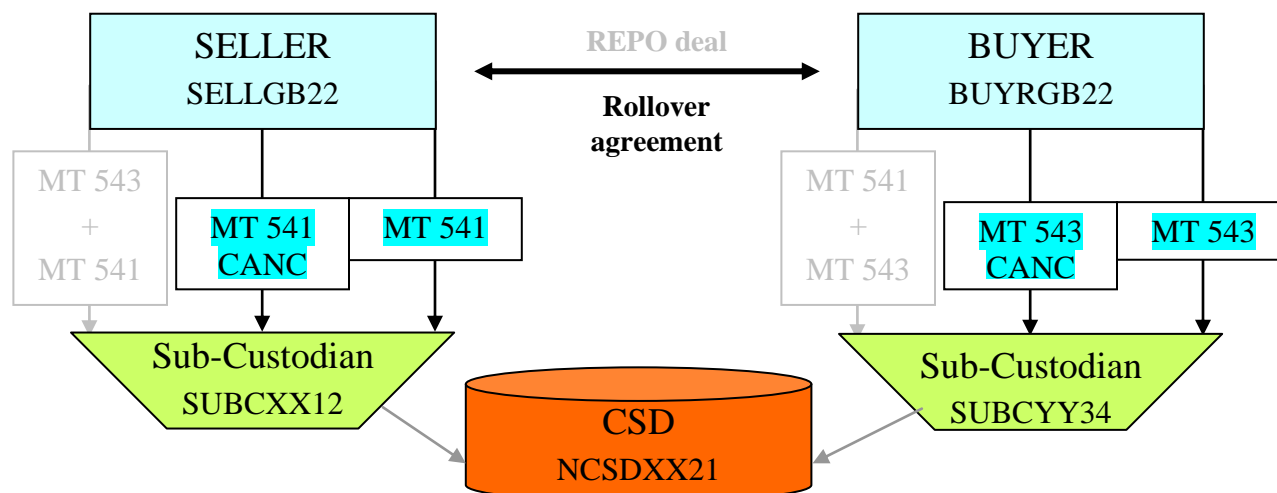 SELLER
SELLGB22
REPO deal
Rollover
agreement
BUYER
BUYRGB22
MT 543
+
MT 541
MT 541
CANC
MT 541
MT 541
+
MT 543
MT 543
CANC
MT 543
Sub-Custodian
SUBCXX12
CSD
NCSDXX21
Sub-Custodian
SUBCYY34